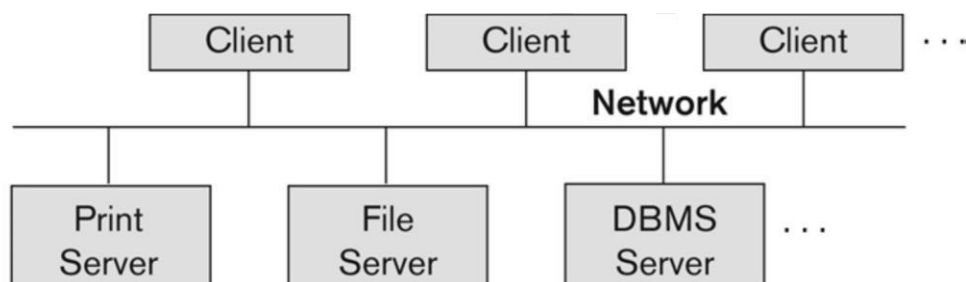 Client Client Client ...
Network
Print File DBMS ...
Server Server Server